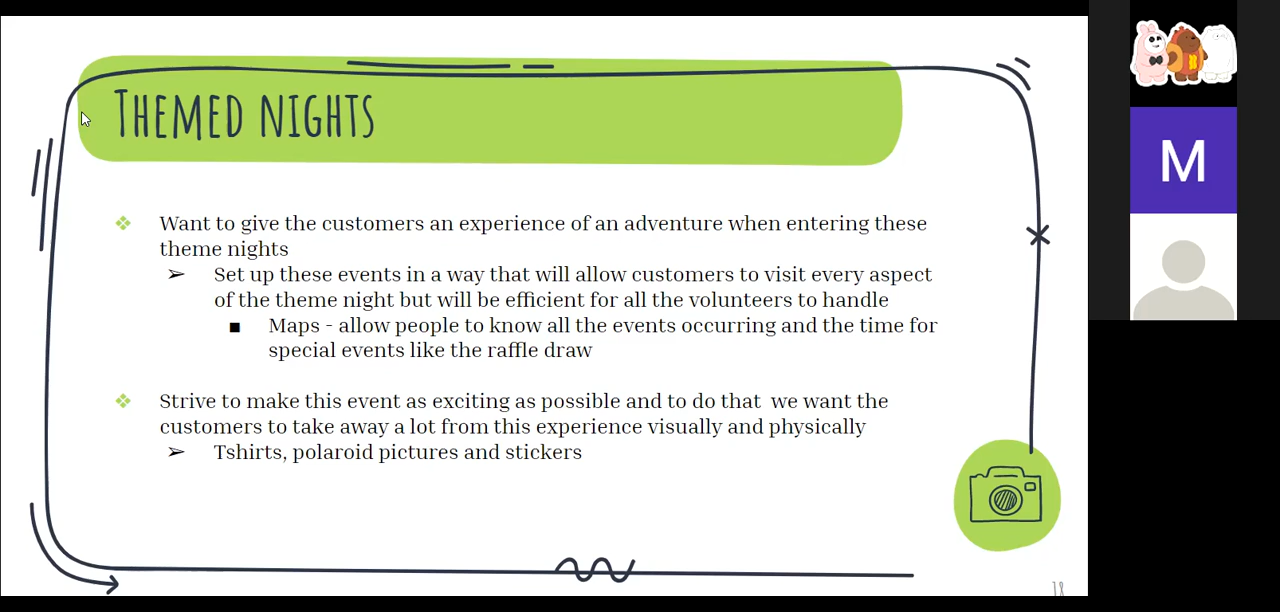 THEMED NIGHTS
M
Want to give the customers an experience of an adventure when entering these
theme nights
Set up these events in a way that will allow customers to visit every aspect
of the theme night but will be efficient for all the volunteers to handle
Maps - allow people to know all the events occurring and the time for
special events like the raffle draw
Strive to make this event as exciting as possible and to do that  we want the
customers to take away a lot from this experience visually and physically
Tshirts, polaroid pictures and stickers
18